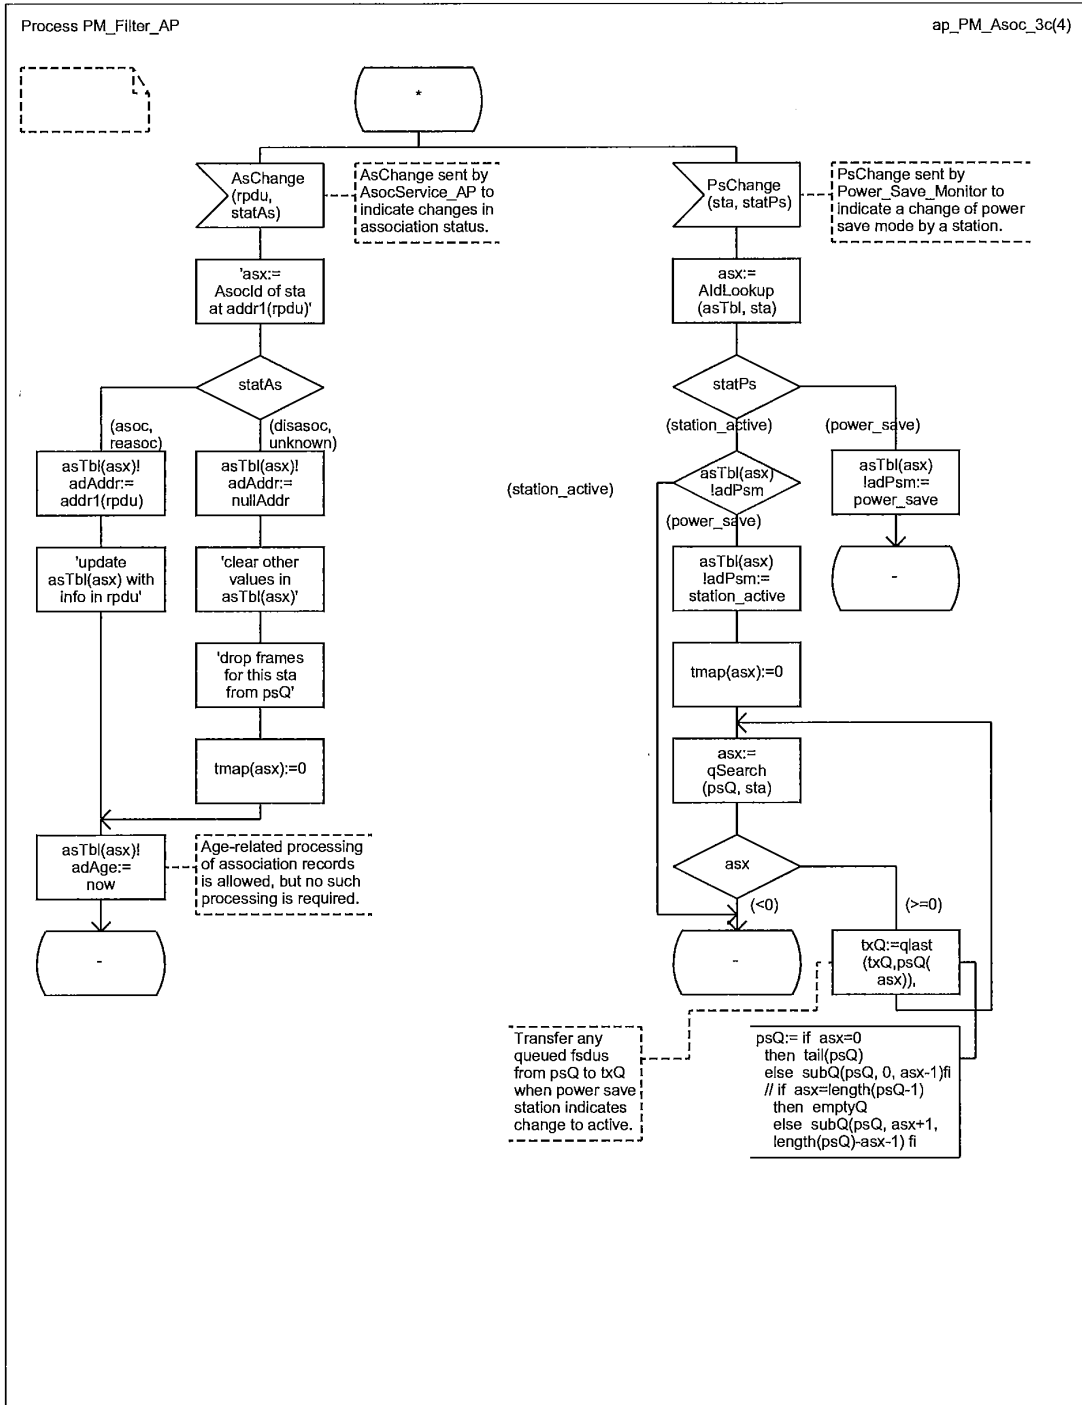 Process PM_Filter_AP
ap_PM_Asoc_3c(4)
*
AsChange
(rpdu,
statAs)
AsChange sent by
AsocService_AP to
indicate changes in
association status.
PsChange
(sta, statPs)
PsChange sent by
Power_Save_Monitor to
indicate a change of power
save mode by a station.
'asx:=
AsocId of sta
at addr1(rpdu)'
asx:=
AIdLookup
(asTbl, sta)
statAs
statPs
(asoc,
reasoc)
(disasoc,
unknown)
(station_active)
(power_save)
asTbl(asx)!
adAddr:=
addr1(rpdu)
asTbl(asx)!
adAddr:=
nullAddr
(station_active)
asTbl(asx)
!adPsm
asTbl(asx)
!adPsm:=
power_save
(power_save)
'update
asTbl(asx) with
info in rpdu'
'clear other
values in
asTbl(asx)'
asTbl(asx)
!adPsm:=
station_active
-
'drop frames
for this sta
from psQ'
tmap(asx):=0
tmap(asx):=0
asx:=
qSearch
(psQ, sta)
asTbl(asx)!
adAge:=
now
Age-related processing
of association records
is allowed, but no such
processing is required.
asx
(<0)
(>=0)
-
-
txQ:=qlast
(txQ,psQ(
asx)),
Transfer any
queued fsdus
from psQ to txQ
when power save
station indicates
change to active.
psQ:= if asx=0
then tail(psQ)
else subQ(psQ, 0, asx-1)fi
// if asx=length(psQ-1)
then emptyQ
else subQ(psQ, asx+1,
length(psQ)-asx-1) fi